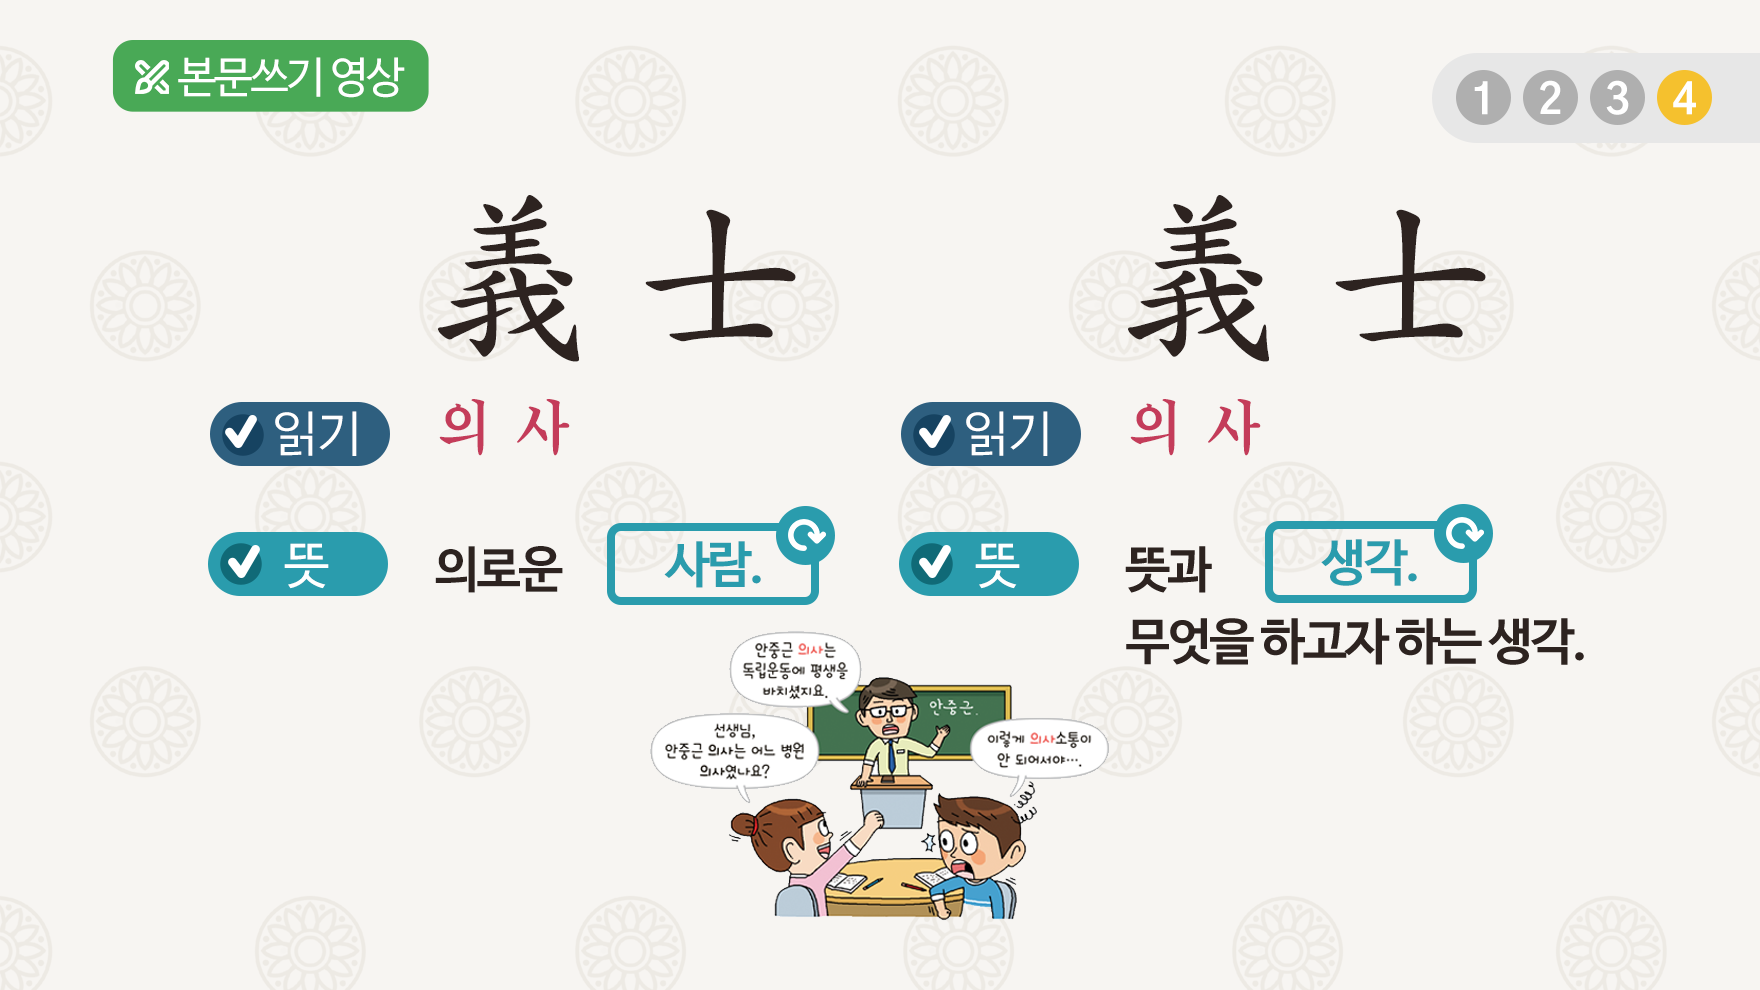 본문쓰기 영상
1 2 3 4
義 士
읽기 의 사
뜻 의로운 사람.
義 士
읽기 의 사
뜻 뜻과 생각.
무엇을 하고자 하는 생각.
안중근 의사는
독립운동에 평생을
바치셨지요.
안중근.
선생님,
안중근 의사는 어느 병원
의사였나요?
이렇게 의사소통이
안 되어서야….